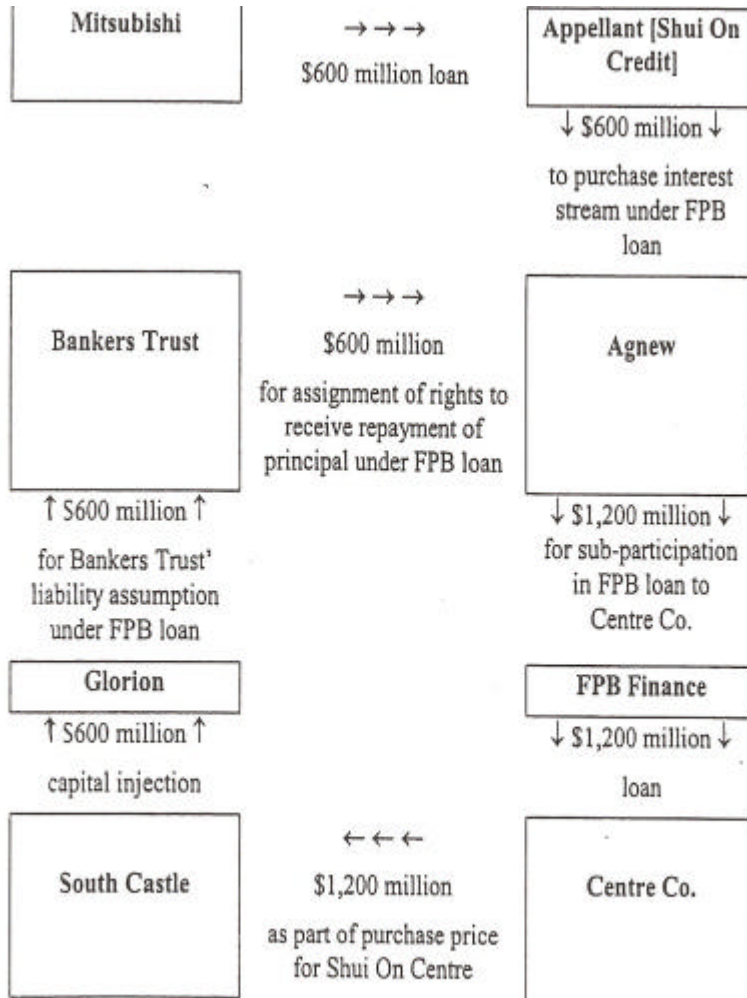 Mitsubishi
→ → →
$600 million loan
Appellant [Shui On
Credit]
↓ $600 million ↓
to purchase interest
stream under FPB
loan
Bankers Trust
→ → →
$600 million
for assignment of rights to
receive repayment of
principal under FPB loan
Agnew
↑ $600 million ↑
for Bankers Trust'
liability assumption
under FPB loan
↓ $1,200 million ↓
for sub-participation
in FPB loan to
Centre Co.
Glorion
FPB Finance
↑ $600 million ↑
capital injection
↓ $1,200 million ↓
loan
South Castle
← ← ←
$1,200 million
as part of purchase price
for Shui On Centre
Centre Co.